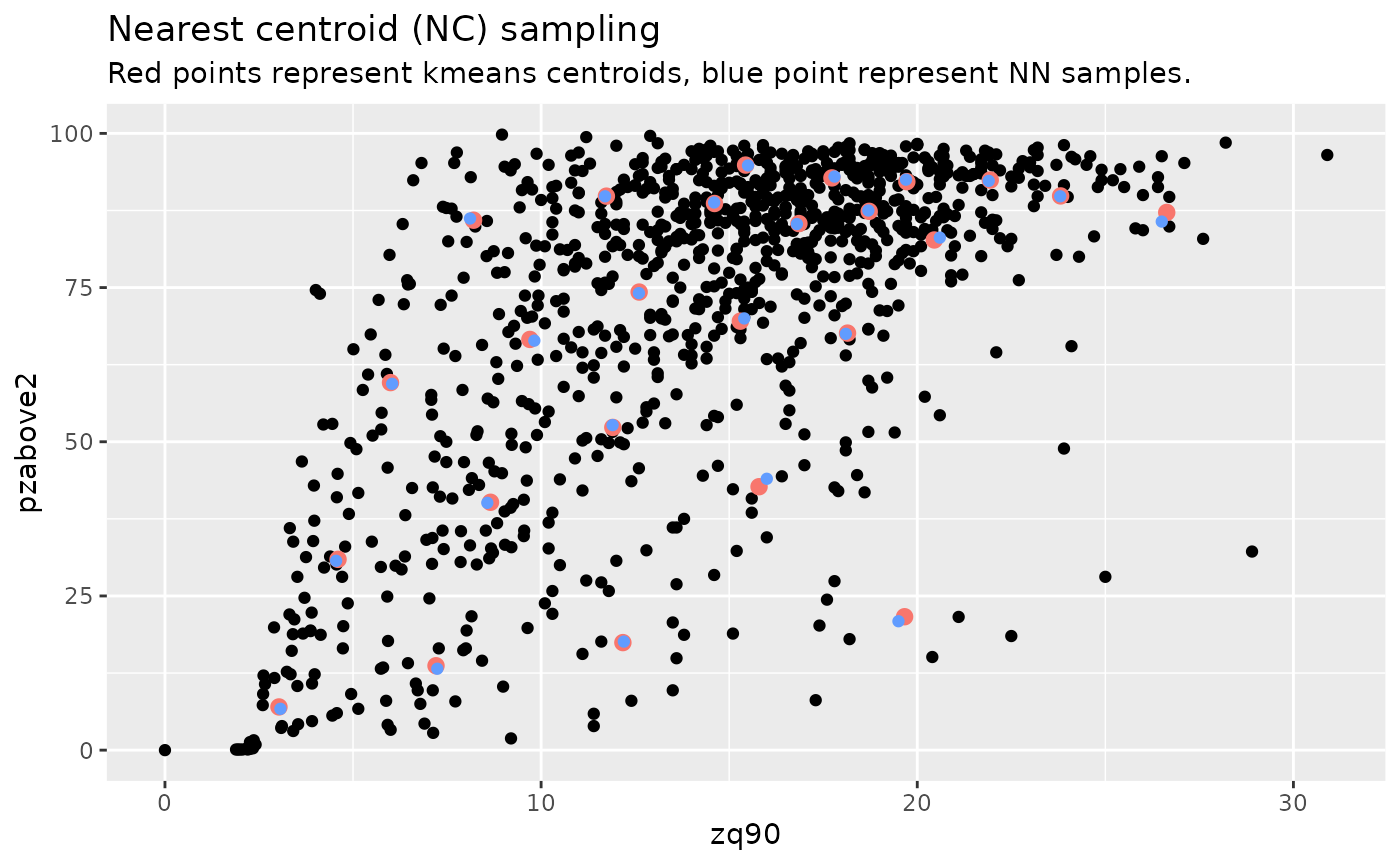 Nearest centroid (NC) sampling
Red points represent kmeans centroids, blue point represent NN samples.
100
75
50
25
0
pzabove2
0
10
20
30
zq90